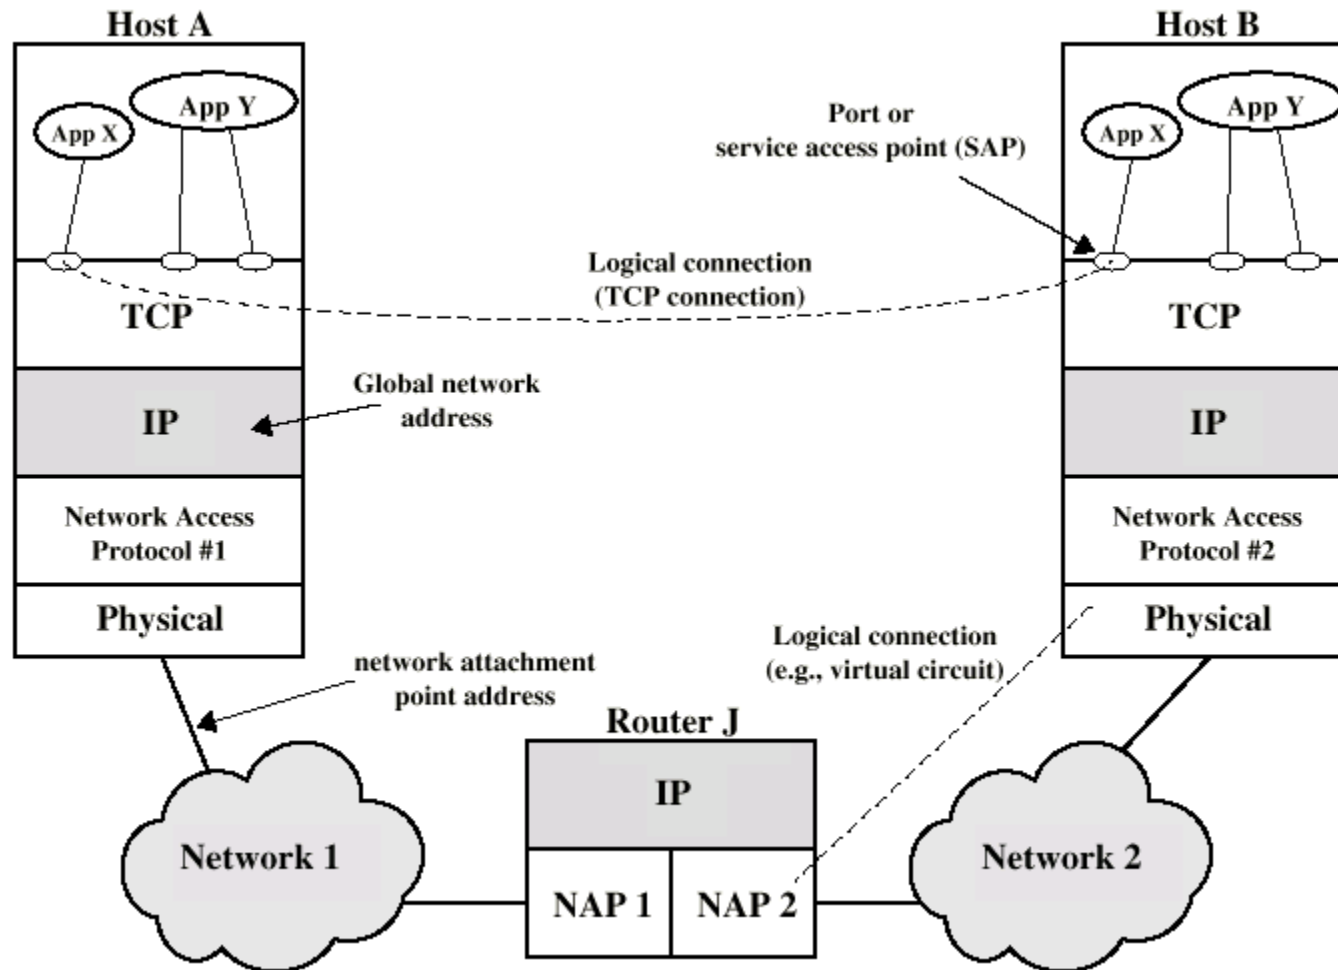 Host A
Host B
App X
App Y
Port or
service access point (SAP)
App X
App Y
Logical connection
(TCP connection)
TCP
TCP
Global network
address
IP
IP
Network Access
Protocol #1
Network Access
Protocol #2
Physical
Physical
Logical connection
(e.g., virtual circuit)
network attachment
point address
Router J
IP
Network 1
NAP 1
NAP 2
Network 2